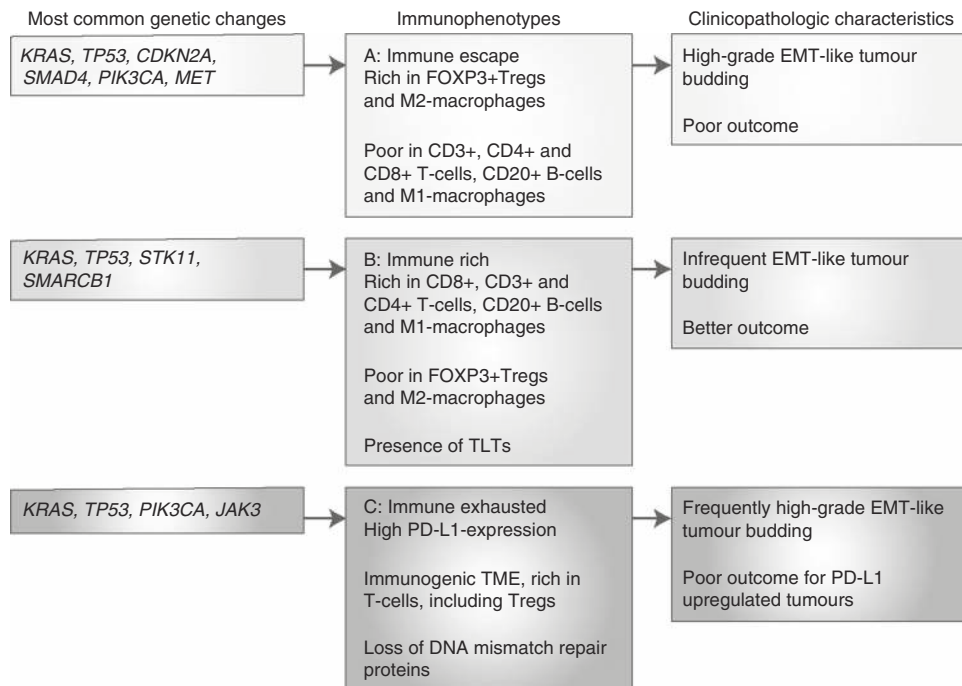 Most common genetic changes
Immunophenotypes
Clinicopathologic characteristics
KRAS, TP53, CDKN2A,
SMAD4, PIK3CA, MET
A: Immune escape
Rich in FOXP3+Tregs
and M2-macrophages
Poor in CD3+, CD4+ and
CD8+ T-cells, CD20+ B-cells
and M1-macrophages
High-grade EMT-like tumour
budding
Poor outcome
KRAS, TP53, STK11,
SMARCB1
B: Immune rich
Rich in CD8+, CD3+ and
CD4+ T-cells, CD20+ B-cells
and M1-macrophages
Poor in FOXP3+Tregs
and M2-macrophages
Presence of TLTs
Infrequent EMT-like tumour
budding
Better outcome
KRAS, TP53, PIK3CA, JAK3
C: Immune exhausted
High PD-L1-expression
Immunogenic TME, rich in
T-cells, including Tregs
Loss of DNA mismatch repair
proteins
Frequently high-grade EMT-like
tumour budding
Poor outcome for PD-L1
upregulated tumours